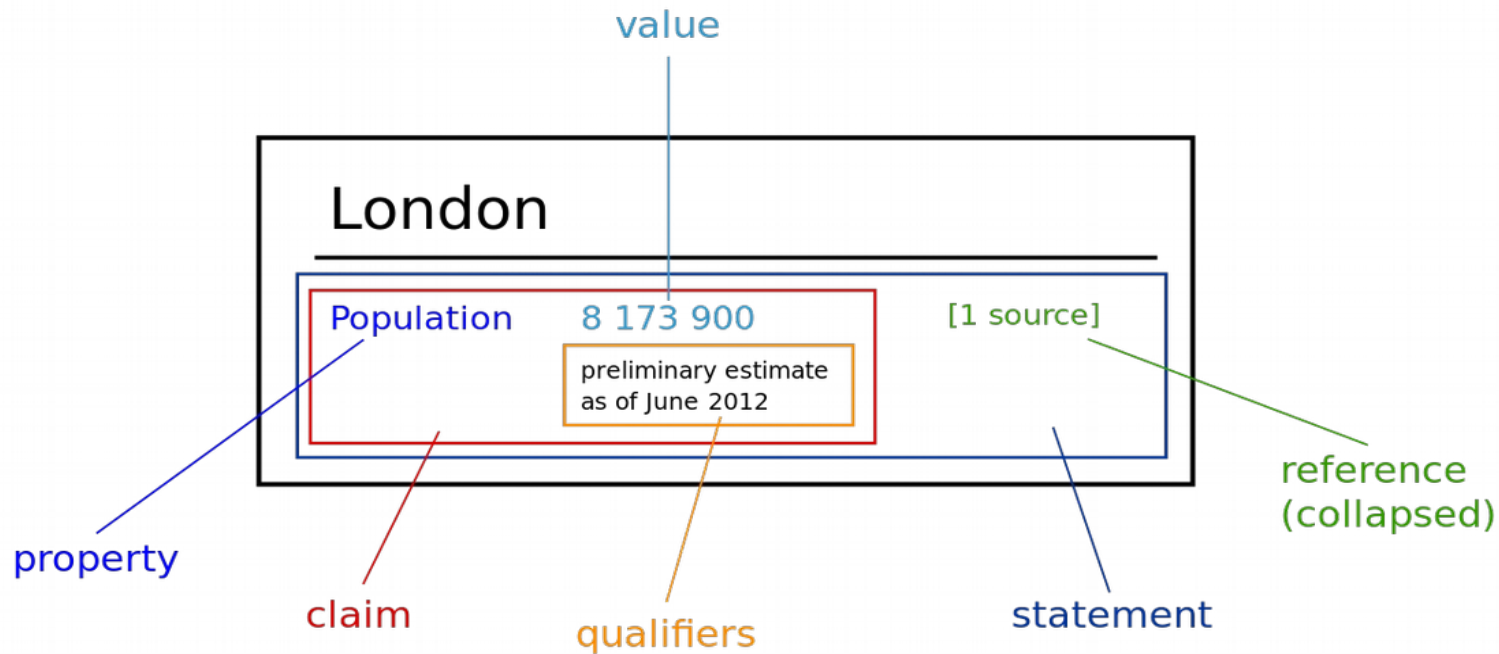 value
London
Population 8 173 900 [1 source]
preliminary estimate
as of June 2012
reference
(collapsed)
property
claim
qualifiers
statement